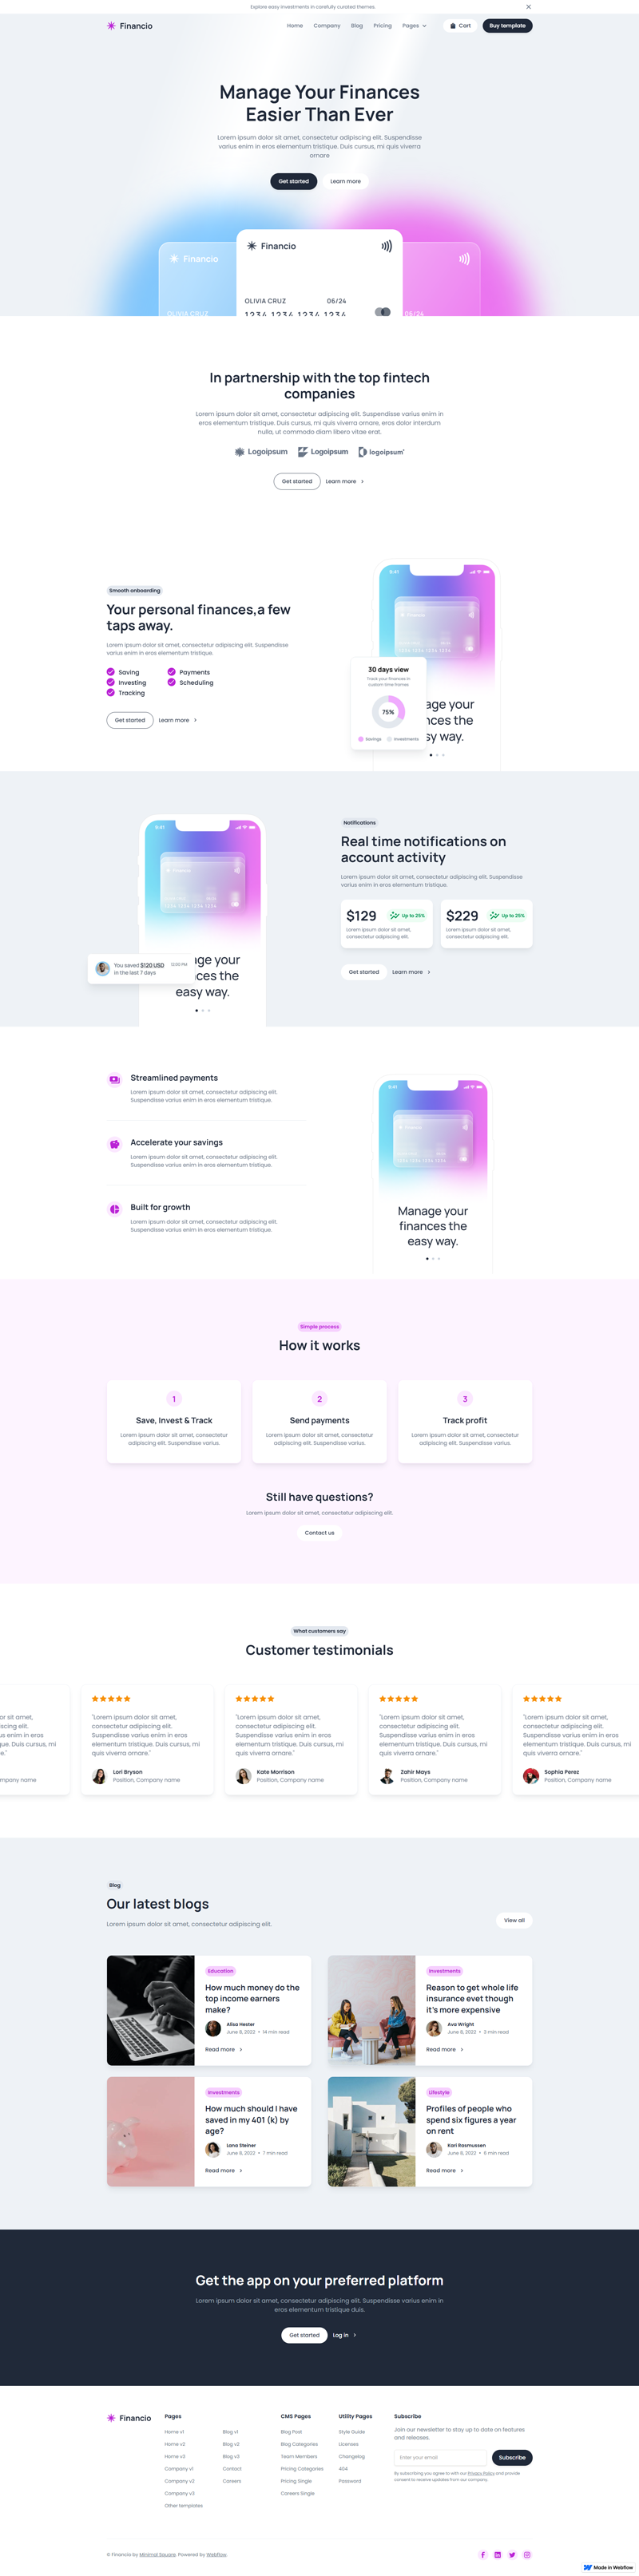 Explore easy investments in carefully curated themes.
Financio
Home Company Blog Pricing Pages Cart Buy template
Manage Your Finances
Easier Than Ever
Lorem ipsum dolor sit amet, consectetur adipiscing elit. Suspendisse
varius enim in eros elementum tristique. Duis cursus, mi quis viverra
ornare
Get started Learn more
Financio
Financio
OLIVIA CRUZ 06/24
OLIVIA CRUZ
06/24
1234 1234 1234 1234
In partnership with the top fintech
companies
Lorem ipsum dolor sit amet, consectetur adipiscing elit. Suspendisse varius enim in
eros elementum tristique. Duis cursus, mi quis viverra ornare, eros dolor interdum
nulla, ut commodo diam libero vitae erat.
Logoipsum Logoipsum logoipsum
Get started Learn more
Smooth onboarding
Your personal finances,a few
taps away.
Lorem ipsum dolor sit amet, consectetur adipiscing elit. Suspendisse
varius enim in eros elementum tristique.
Saving Payments
Investing Scheduling
Tracking
Get started Learn more
9:41
Financio
1234 1234 1234 1234
30 days view
Track your finances in
custom time frames
75%
Savings Investments
age your
nces the
sy way.
9:41
Financio
1234 1234 1234 1234
You saved $120 USD
in the last 7 days
age your
ces the
easy way.
Notifications
Real time notifications on
account activity
Lorem ipsum dolor sit amet, consectetur adipiscing elit. Suspendisse
varius enim in eros elementum tristique.
$129 Up to 25%
Lorem ipsum dolor sit amet,
consectetur adipiscing elit.
$229 Up to 25%
Lorem ipsum dolor sit amet,
consectetur adipiscing elit.
Get started Learn more
Streamlined payments
Lorem ipsum dolor sit amet, consectetur adipiscing elit.
Suspendisse varius enim in eros elementum tristique.
Accelerate your savings
Lorem ipsum dolor sit amet, consectetur adipiscing elit.
Suspendisse varius enim in eros elementum tristique.
Built for growth
Lorem ipsum dolor sit amet, consectetur adipiscing elit.
Suspendisse varius enim in eros elementum tristique.
9:41
Manage your
finances the
easy way.
Simple process
How it works
1
Save, Invest & Track
Lorem ipsum dolor sit amet, consectetur
adipiscing elit. Suspendisse varius.
2
Send payments
Lorem ipsum dolor sit amet, consectetur
adipiscing elit. Suspendisse varius.
3
Track profit
Lorem ipsum dolor sit amet, consectetur
adipiscing elit. Suspendisse varius.
Still have questions?
Lorem ipsum dolor sit amet, consectetur adipiscing elit.
Contact us
What customers say
Customer testimonials
or sit amet,
scing elit.
enim in eros
que. Duis cursus, mi
e."
mpany name
"Lorem ipsum dolor sit amet,
consectetur adipiscing elit.
Suspendisse varius enim in eros
elementum tristique. Duis cursus, mi
quis viverra ornare."
Lori Bryson
Position, Company name
"Lorem ipsum dolor sit amet,
consectetur adipiscing elit.
Suspendisse varius enim in eros
elementum tristique. Duis cursus, mi
quis viverra ornare."
Kate Morrison
Position, Company name
"Lorem ipsum dolor sit amet,
consectetur adipiscing elit.
Suspendisse varius enim in eros
elementum tristique. Duis cursus, mi
quis viverra ornare."
Zahir Mays
Position, Company name
"Lorem ipsum dolor sit amet,
consectetur adipiscing elit.
Suspendisse varius enim in eros
elementum tristique. Duis cursus, mi
quis viverra ornare."
Sophia Perez
Position, Company name
Blog
Our latest blogs
Lorem ipsum dolor sit amet, consectetur adipiscing elit.
View all
Education
How much money do the
top income earners
make?
Alisa Hester
June 8, 2022 • 14 min read
Read more
Investments
Reason to get whole life
insurance evet though
it's more expensive
Ava Wright
June 8, 2022 • 3 min read
Read more
Investments
How much should I have
saved in my 401 (k) by
age?
Lana Steiner
June 8, 2022 • 7 min read
Read more
Lifestyle
Profiles of people who
spend six figures a year
on rent
Kari Rasmussen
June 8, 2022 • 6 min read
Read more
Get the app on your preferred platform
Lorem ipsum dolor sit amet, consectetur adipiscing elit. Suspendisse varius enim in
eros elementum tristique duis.
Get started Log in
Financio
Pages
Home v1
Home v2
Home v3
Company v1
Company v2
Company v3
Other templates
Blog v1
Blog v2
Blog v3
Contact
Careers
CMS Pages
Blog Post
Blog Categories
Team Members
Pricing Categories
Pricing Single
Careers Single
Utility Pages
Style Guide
Licenses
Changelog
404
Password
Subscribe
Join our newsletter to stay up to date on features
and releases.
Enter your email Subscribe
By subscribing you agree to with our Privacy Policy and provide
consent to receive updates from our company.
© Financio by Minimal Square. Powered by Webflow.
Made in Webflow